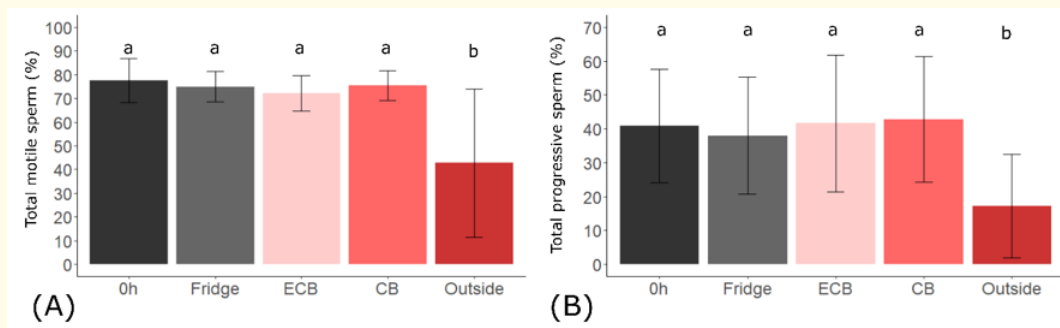 Total motile sperm (%)
100
90
80
70
60
50
40
30
20
10
0
a
a
a
a
b
0h
Fridge
ECB
CB
Outside
(A)
Total progressive sperm (%)
70
60
50
40
30
20
10
0
a
a
a
a
b
0h
Fridge
ECB
CB
Outside
(B)